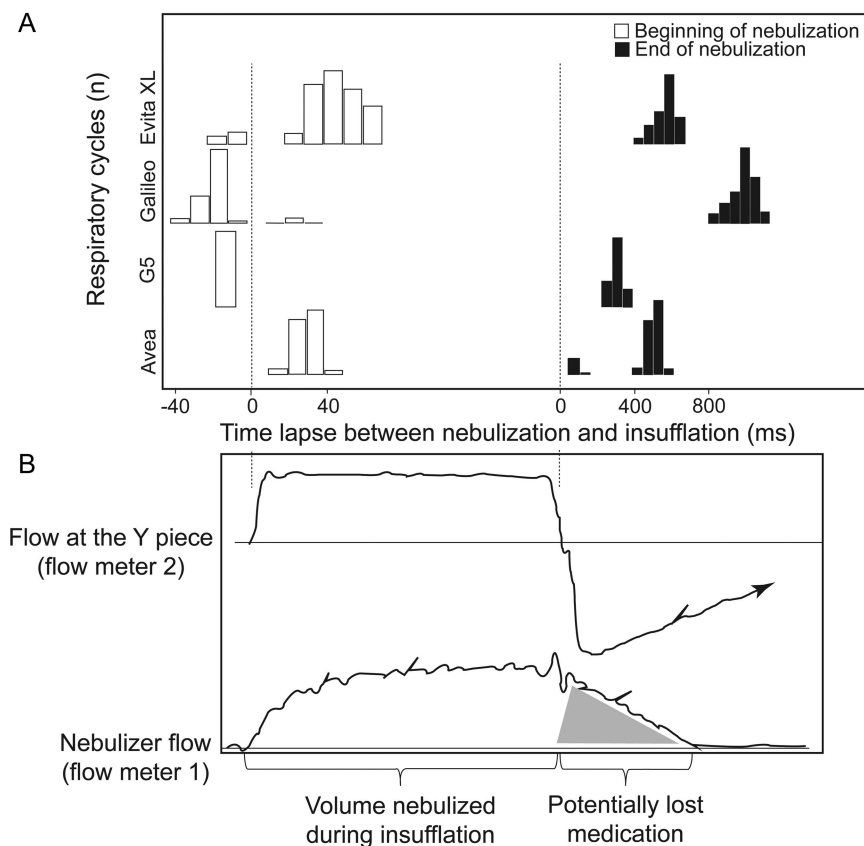 A
Beginning of nebulization
End of nebulization
Respiratory cycles (n)
Evita XL
Galileo
G5
Avea
-40 0 40 0 400 800
Time lapse between nebulization and insufflation (ms)
B
Flow at the Y piece
(flow meter 2)
Nebulizer flow
(flow meter 1)
Volume nebulized
during insufflation
Potentially lost
medication